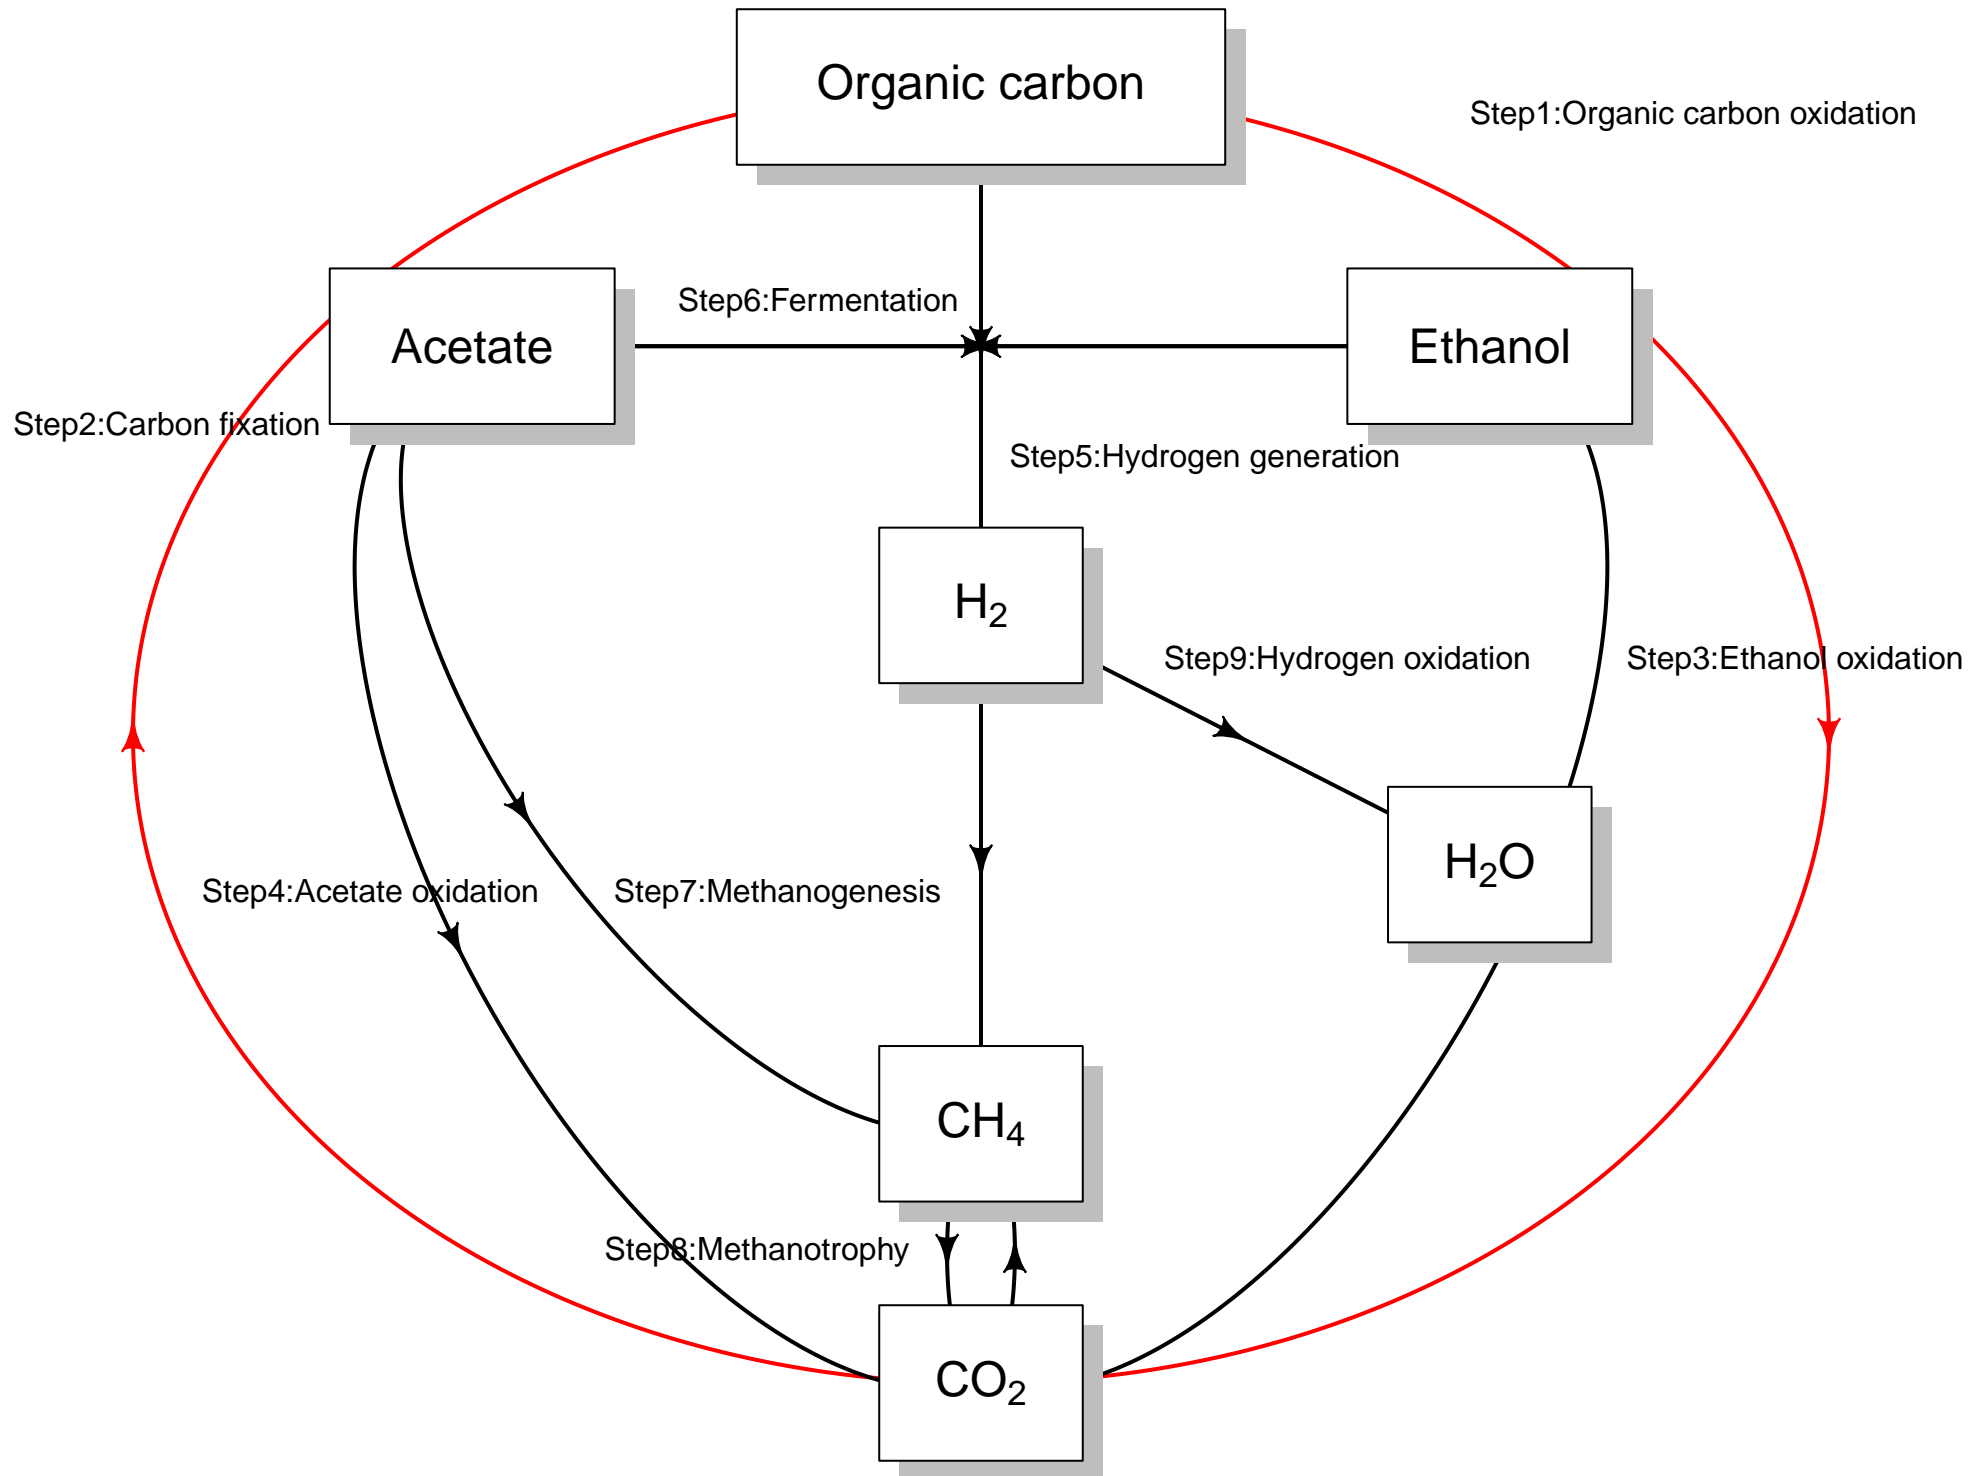 Organic carbon
Step1:Organic carbon oxidation
Step6:Fermentation
Acetate
Ethanol
Step2:Carbon fixation
Step5:Hydrogen generation
H₂
Step9:Hydrogen oxidation
Step3:Ethanol oxidation
H₂O
Step4:Acetate oxidation
Step7:Methanogenesis
CH₄
Step8:Methanotrophy
CO₂